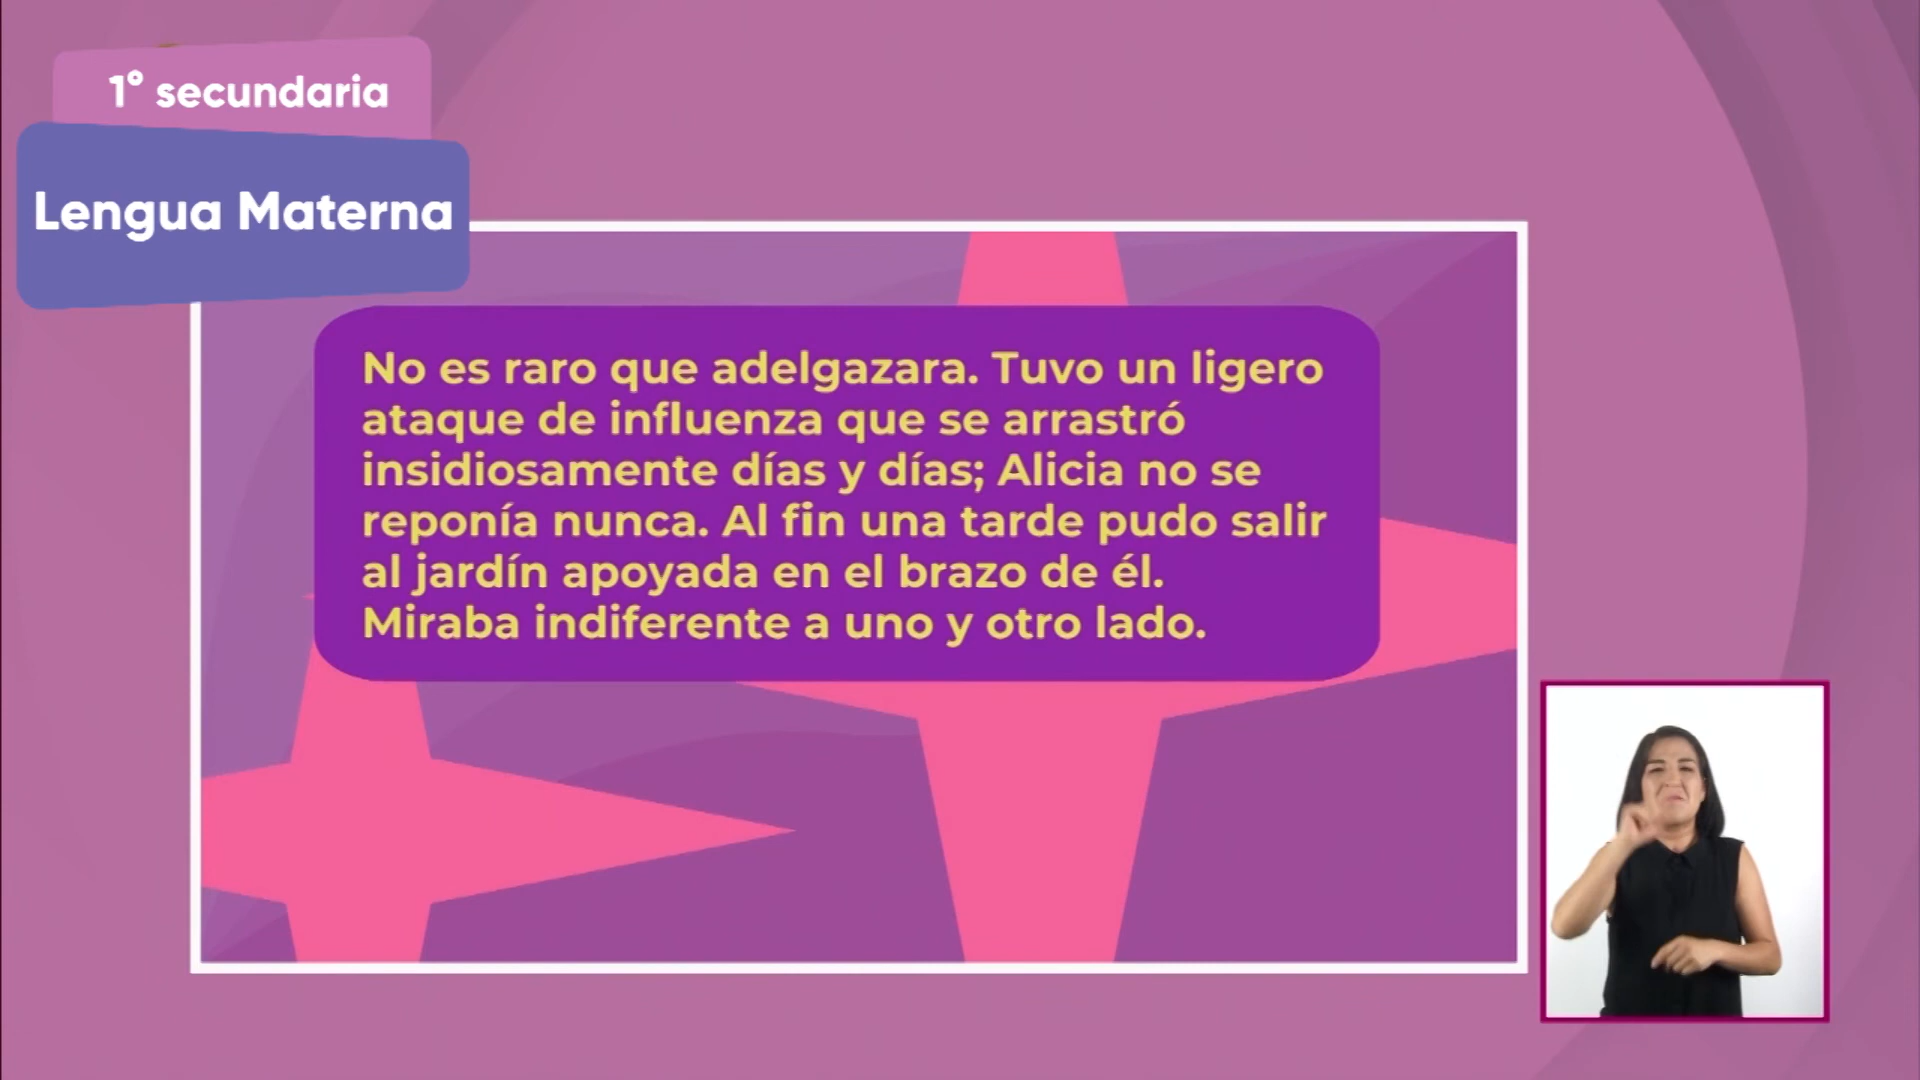 1° secundaria
Lengua Materna
No es raro que adelgazara. Tuvo un ligero
ataque de influenza que se arrastró
insidiosamente días y días; Alicia no se
reponía nunca. Al fin una tarde pudo salir
al jardín apoyada en el brazo de él.
Miraba indiferente a uno y otro lado.